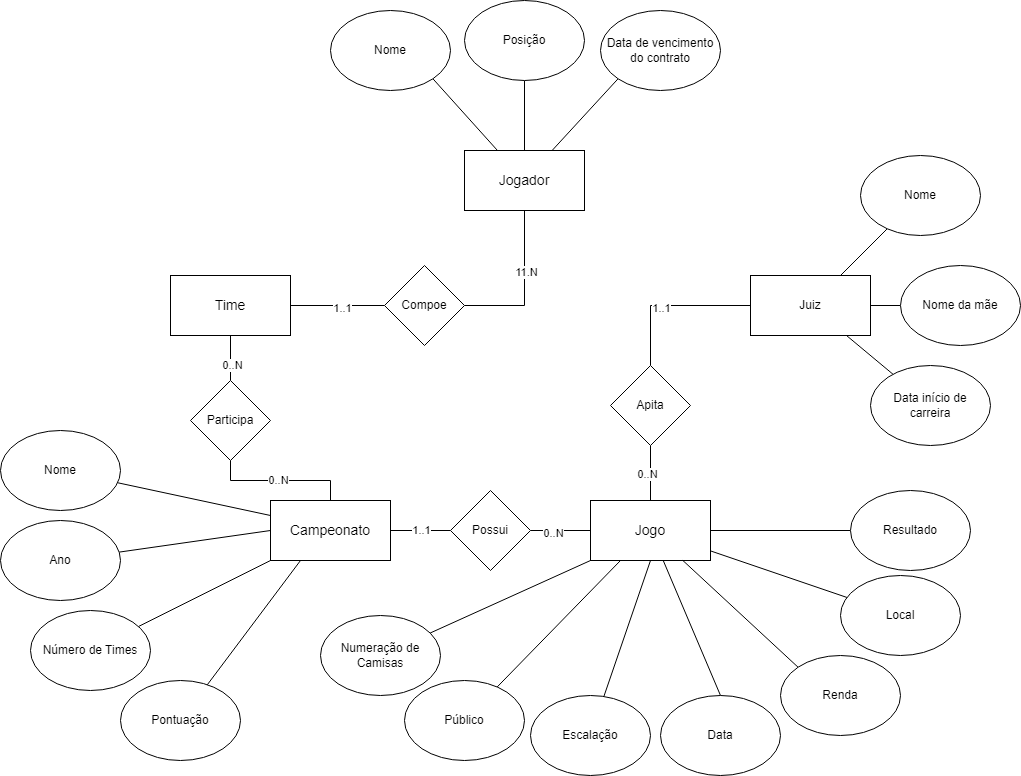 Nome
Posição
Data de vencimento
do contrato
Jogador
Nome
11.N
Time
1..1
Compoe
1..1
Juiz
Nome da mãe
0..N
Participa
Apita
Data início de
carreira
Nome
0..N
0..N
Campeonato
1..1
Possui
0..N
Jogo
Resultado
Ano
Local
Número de Times
Numeração de
Camisas
Renda
Pontuação
Público
Escalação
Data